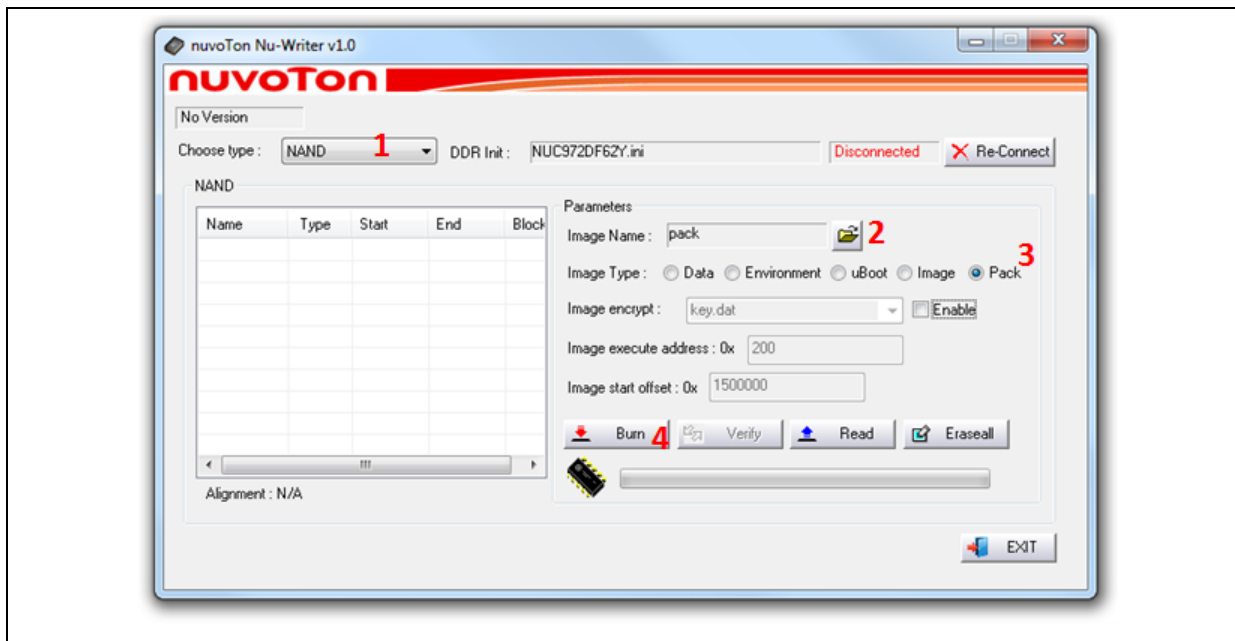 nuvoTon Nu-Writer v1.0
nuvoTon
No Version
Choose type : NAND 1 DDR Init : NUC972DF62Y.ini Disconnected Re-Connect
NAND
Name Type Start End Block
Parameters
Image Name : pack 2
Image Type : Data Environment uBoot Image Pack 3
Image encrypt : key.dat Enable
Image execute address : 0x 200
Image start offset : 0x 1500000
Burn 4 Verify Read Eraseall
Alignment : N/A
EXIT